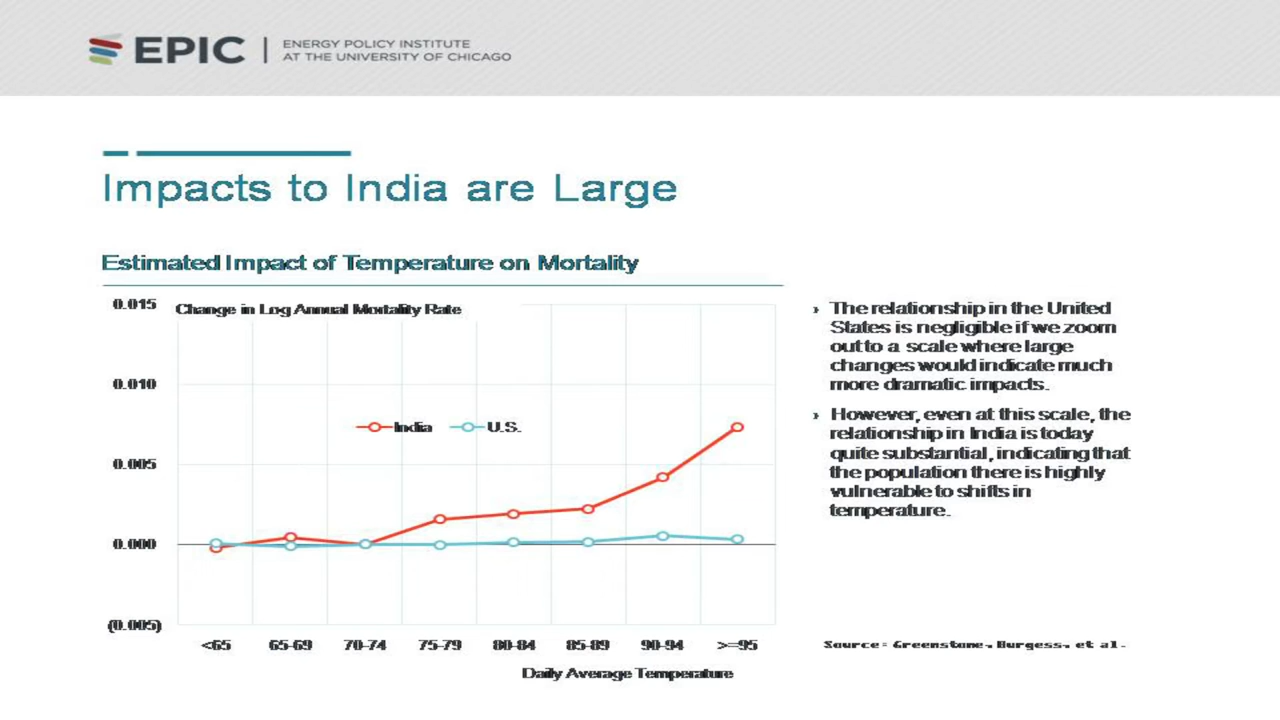 EPIC
ENERGY POLICY INSTITUTE
AT THE UNIVERSITY OF CHICAGO
Impacts to India are Large
Estimated Impact of Temperature on Mortality
Change in Log Annual Mortality Rate
0.015
0.010
0.005
0.000
(0.005)
India
U.S.
<65
65-69
70-74
75-79
80-84
85-89
90-94
>=95
Daily Average Temperature
› The relationship in the United
States is negligible if we zoom
out to a scale where large
changes would indicate much
more dramatic impacts.
› However, even at this scale, the
relationship in India is today
quite substantial, indicating that
the population there is highly
vulnerable to shifts in
temperature.
Source: Greenstone, Burgess, et al.